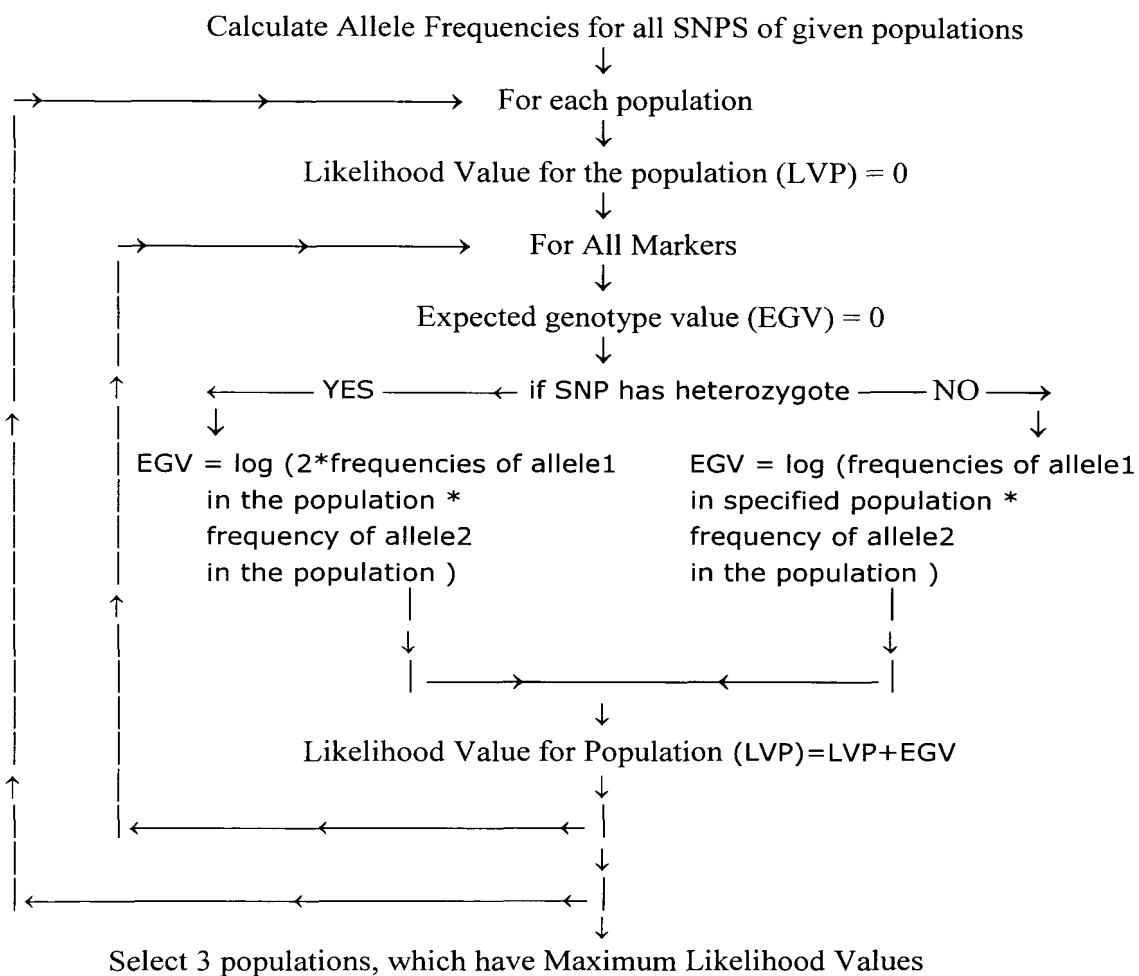 Calculate Allele Frequencies for all SNPS of given populations
For each population
Likelihood Value for the population (LVP) = 0
For All Markers
Expected genotype value (EGV) = 0
YES if SNP has heterozygote NO
EGV = log (2*frequencies of allele1
in the population *
frequency of allele2
in the population )
EGV = log (frequencies of allele1
in specified population *
frequency of allele2
in the population )
Likelihood Value for Population (LVP)=LVP+EGV
Select 3 populations, which have Maximum Likelihood Values